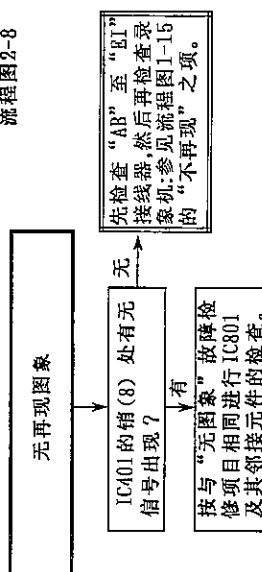 流程图2-8
无再现图象
IC401的销(8) 处有无
信号出现?
无
先检查 “AB” 至 “EI”
接线器,然后再检查录
象机:参见流程图1-15
的 “不再现” 之项。
有
按与 “无图象” 故障检
修项目相同进行IC801
及其邻接元件的检查。